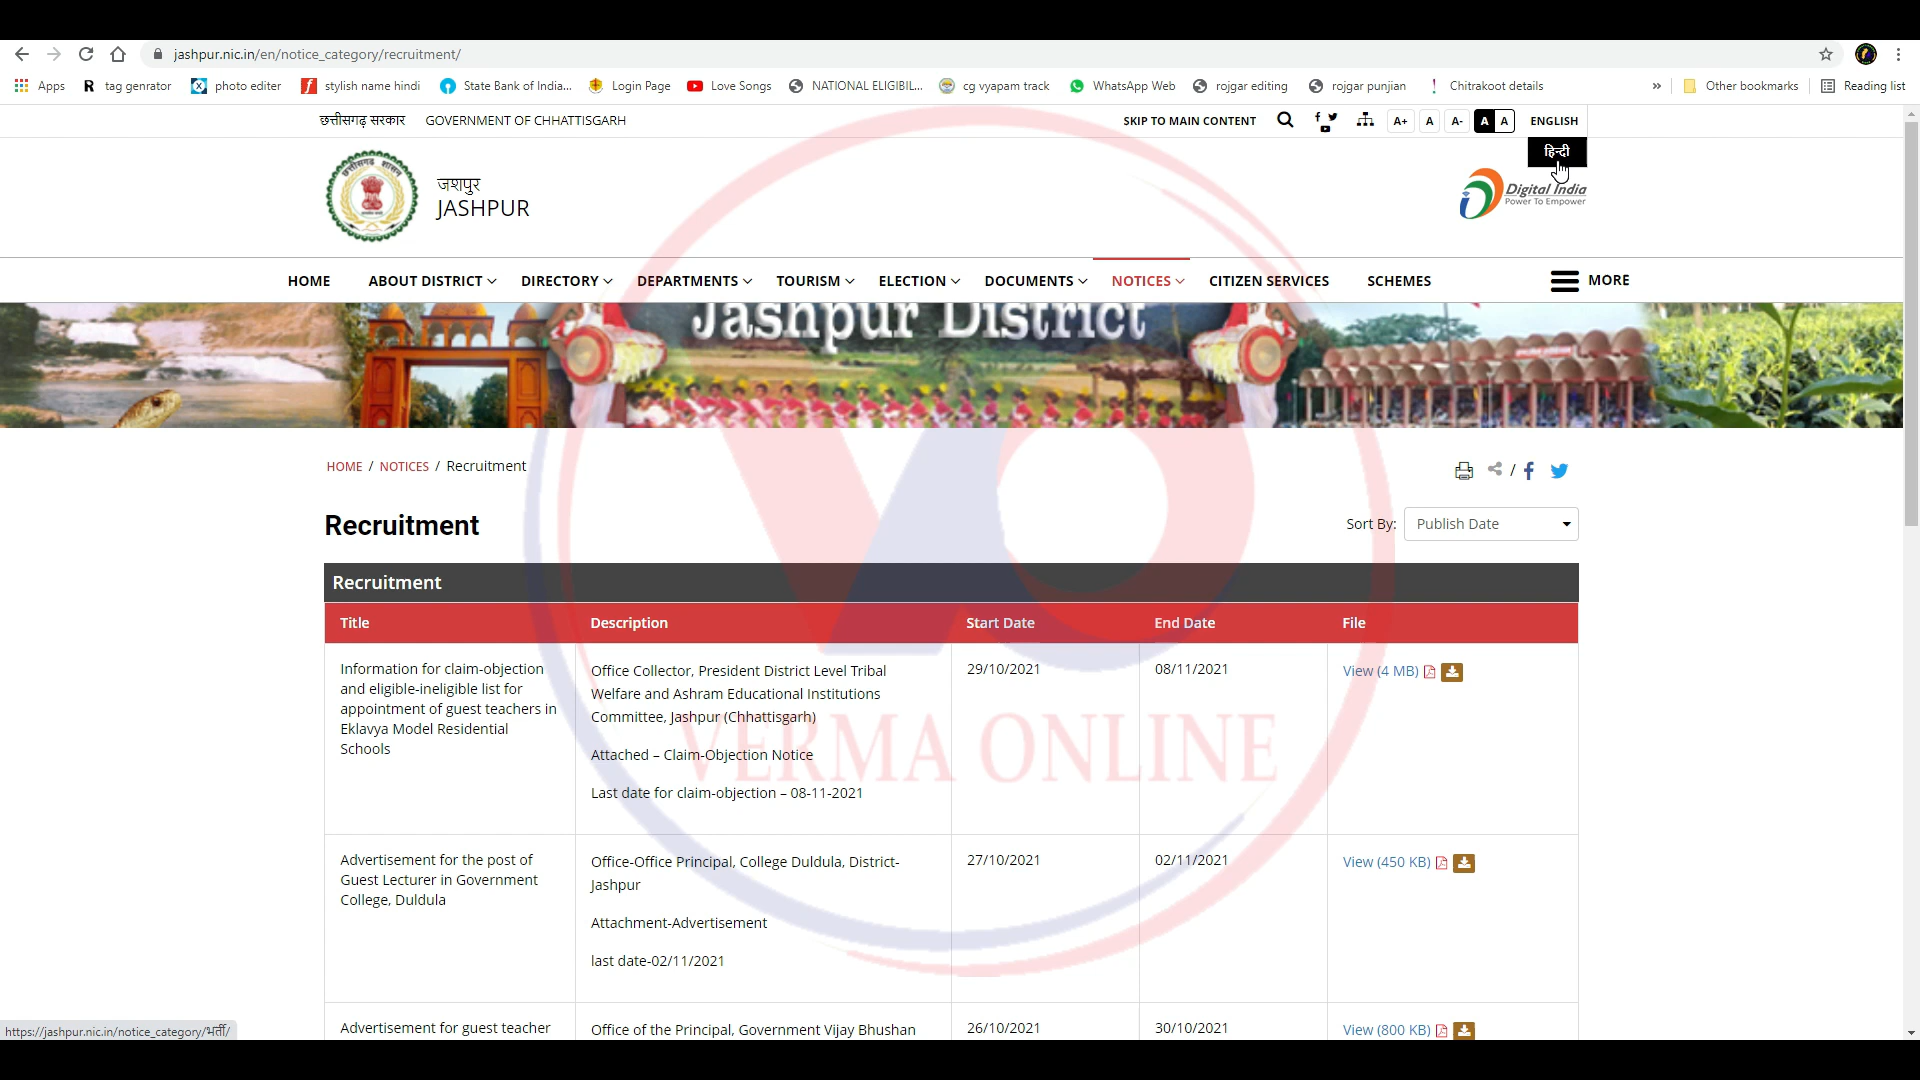 jashpur.nic.in/en/notice_category/recruitment/
Apps R tag genrator photo editer stylish name hindi State Bank of India... Login Page Love Songs NATIONAL ELIGIBIL... cg vyapam track WhatsApp Web rojgar editing rojgar punjian Chitrakoot details » Other bookmarks Reading list
छत्तीसगढ़ सरकार GOVERNMENT OF CHHATTISGARH SKIP TO MAIN CONTENT A+ A A- A A ENGLISH
हिन्दी
जशपुर
JASHPUR
Digital India
Power To Empower
HOME ABOUT DISTRICT DIRECTORY DEPARTMENTS TOURISM ELECTION DOCUMENTS NOTICES CITIZEN SERVICES SCHEMES MORE
Jashpur District
HOME / NOTICES / Recruitment
Recruitment
Sort By: Publish Date
Recruitment
Title Description Start Date End Date File
Information for claim-objection
and eligible-ineligible list for
appointment of guest teachers in
Eklavya Model Residential
Schools
Office Collector, President District Level Tribal
Welfare and Ashram Educational Institutions
Committee, Jashpur (Chhattisgarh)
Attached – Claim-Objection Notice
Last date for claim-objection – 08-11-2021
29/10/2021
08/11/2021
View (4 MB)
VERMA ONLINE
Advertisement for the post of
Guest Lecturer in Government
College, Duldula
Office-Office Principal, College Duldula, District-
Jashpur
Attachment-Advertisement
last date-02/11/2021
27/10/2021
02/11/2021
View (450 KB)
Advertisement for guest teacher
Office of the Principal, Government Vijay Bhushan
26/10/2021
30/10/2021
View (800 KB)
https://jashpur.nic.in/notice_category/भर्ती/